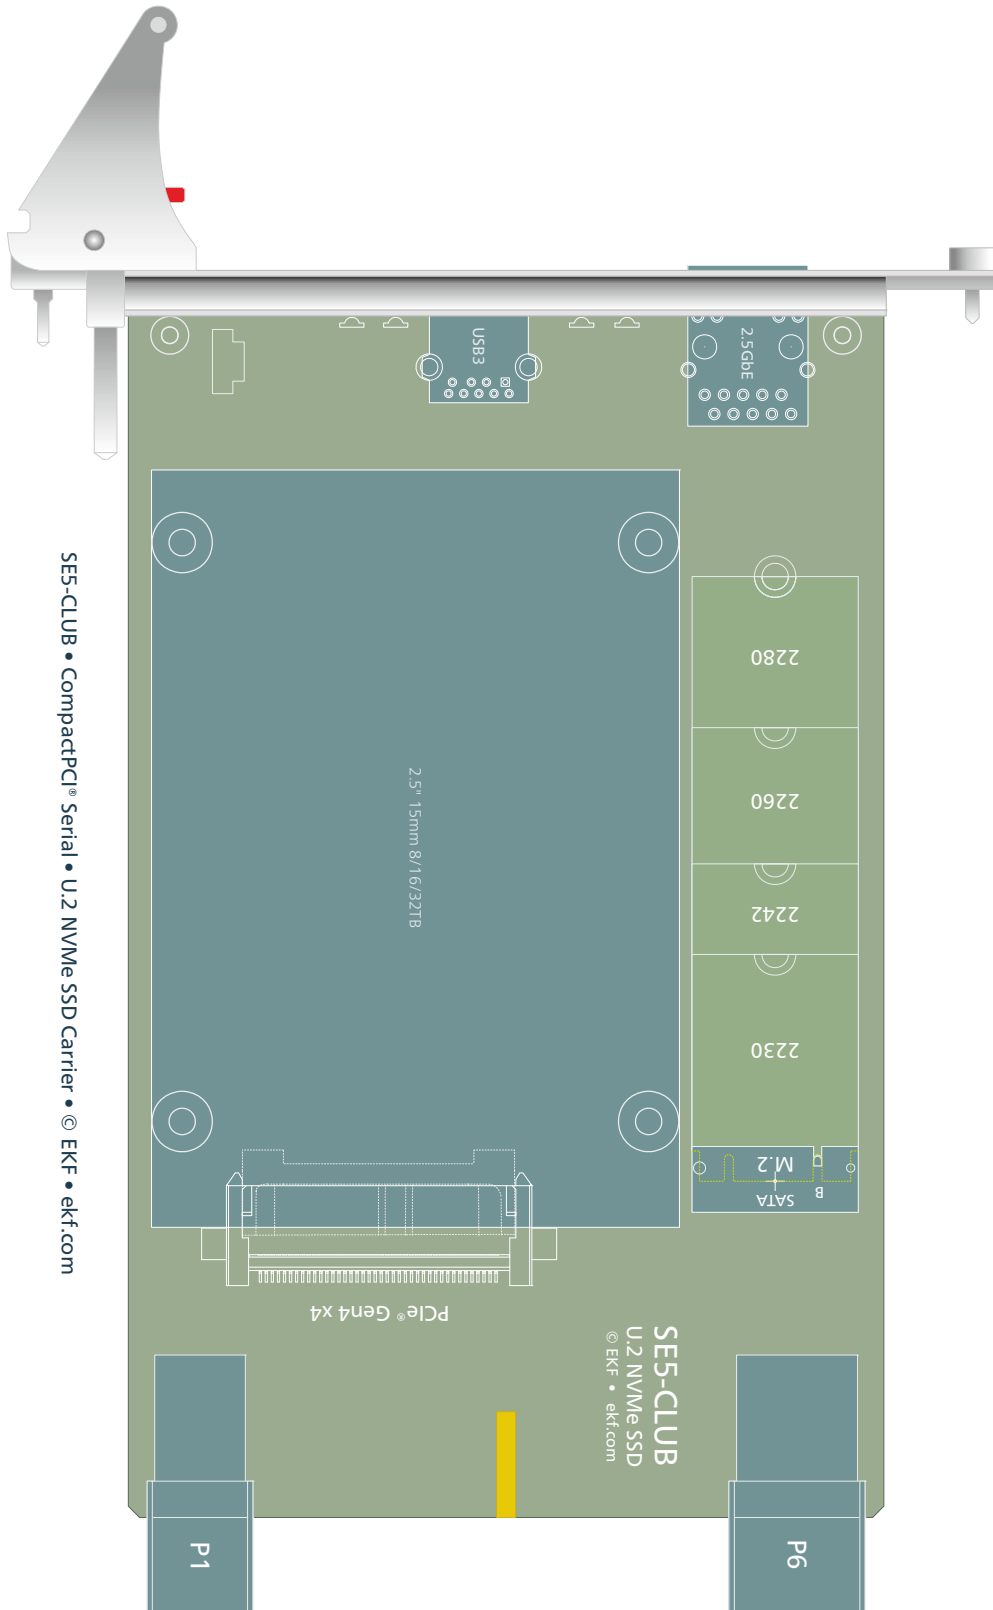 USB3
2.5GbE
2280
2260
2242
2230
2.5" 15mm 8/16/32TB
M.2
SATA
B
PCIe® Gen4 x4
SE5-CLUB
U.2 NVMe SSD
© EKF • ekf.com
P1
P6
SE5-CLUB • CompactPCI® Serial • U.2 NVMe SSD Carrier • © EKF • ekf.com